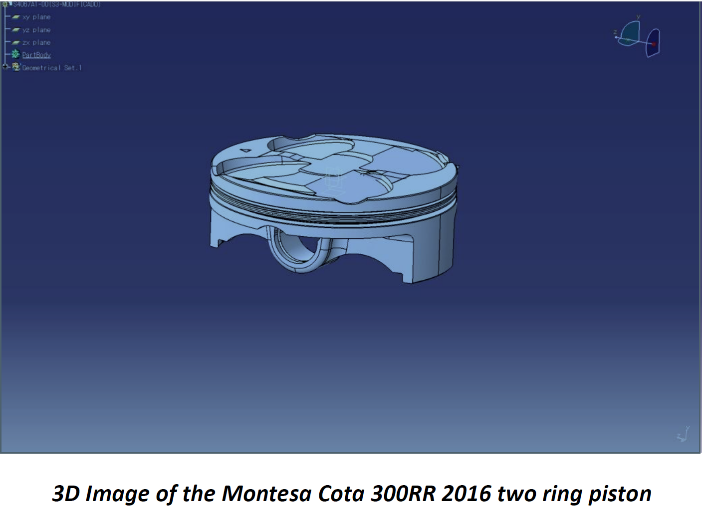 xy plane
yz plane
zx plane
PartBody
Geometrical Set.1
3D Image of the Montesa Cota 300RR 2016 two ring piston